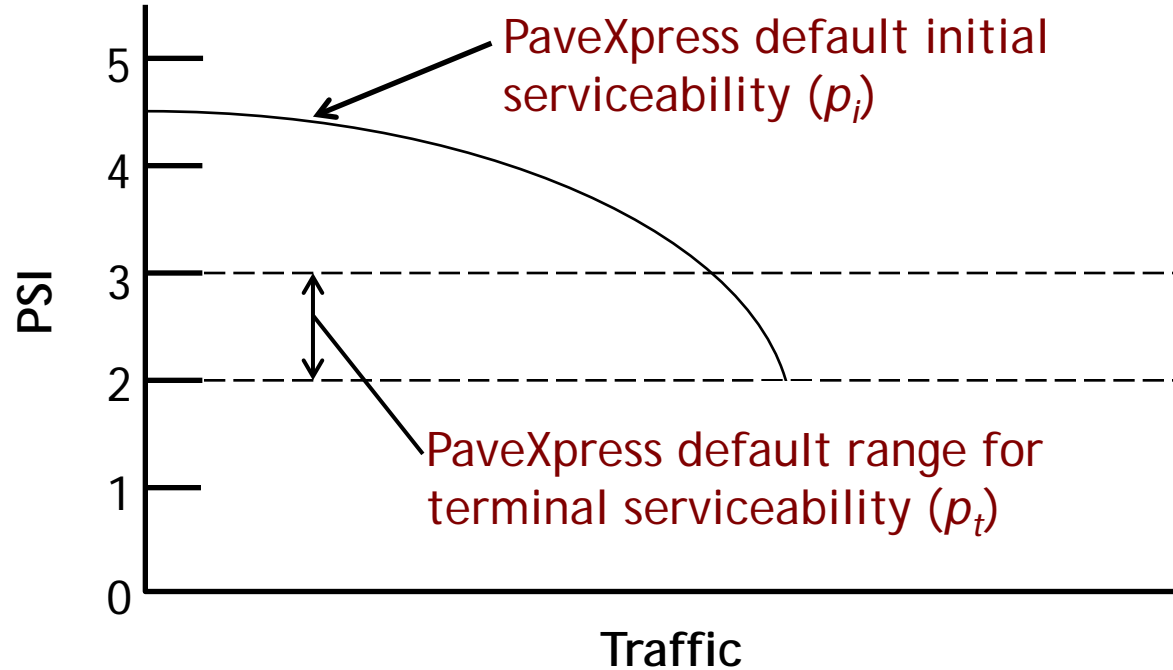 PaveXpress default initial
serviceability (pi)
5
4
3
2
1
0
PSI
PaveXpress default range for
terminal serviceability (pt)
Traffic